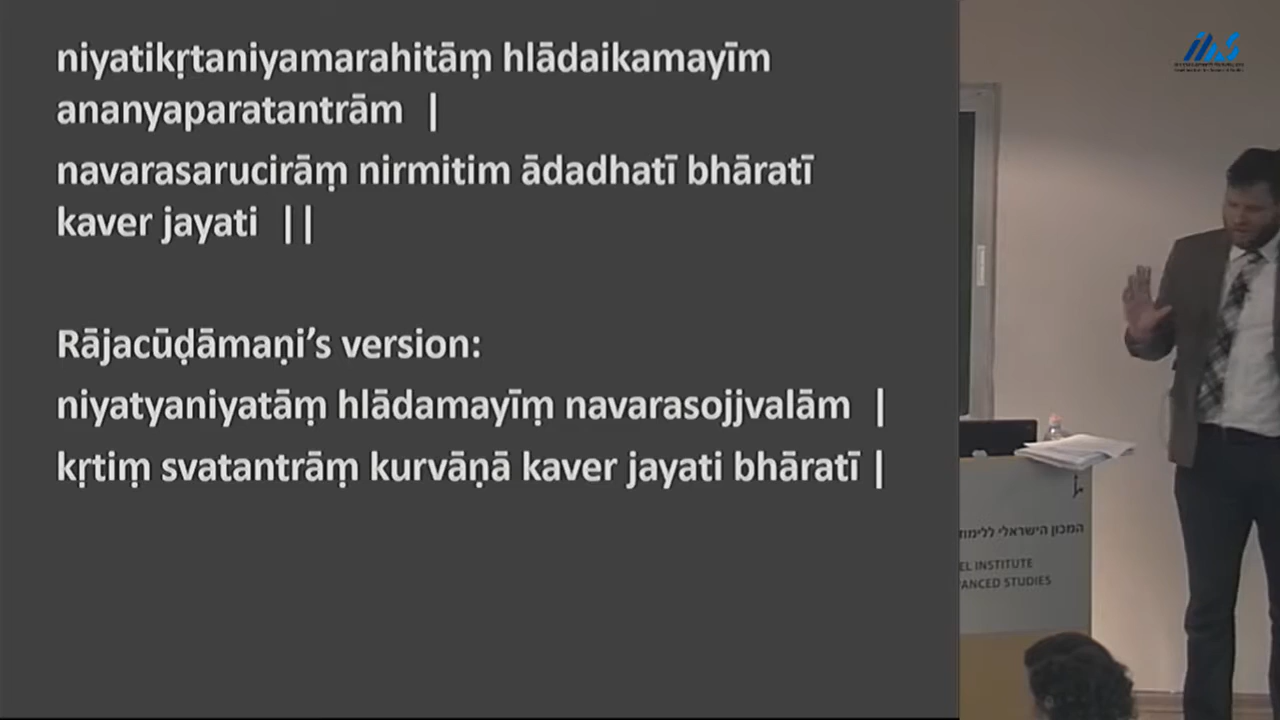 niyatikṛtaniyamarahitāṃ hlādaikamayīm
ananyaparatantrām |
navarasarucirāṃ nirmitim ādadhatī bhāratī
kaver jayati ||
Rājacūḍāmaṇi’s version:
niyatyaniyatāṃ hlādamayīṃ navarasojjvalām |
kṛtiṃ svatantrāṃ kurvāṇā kaver jayati bhāratī |
המכון הישראלי ללימוד
EL INSTITUTE
ANCED STUDIES